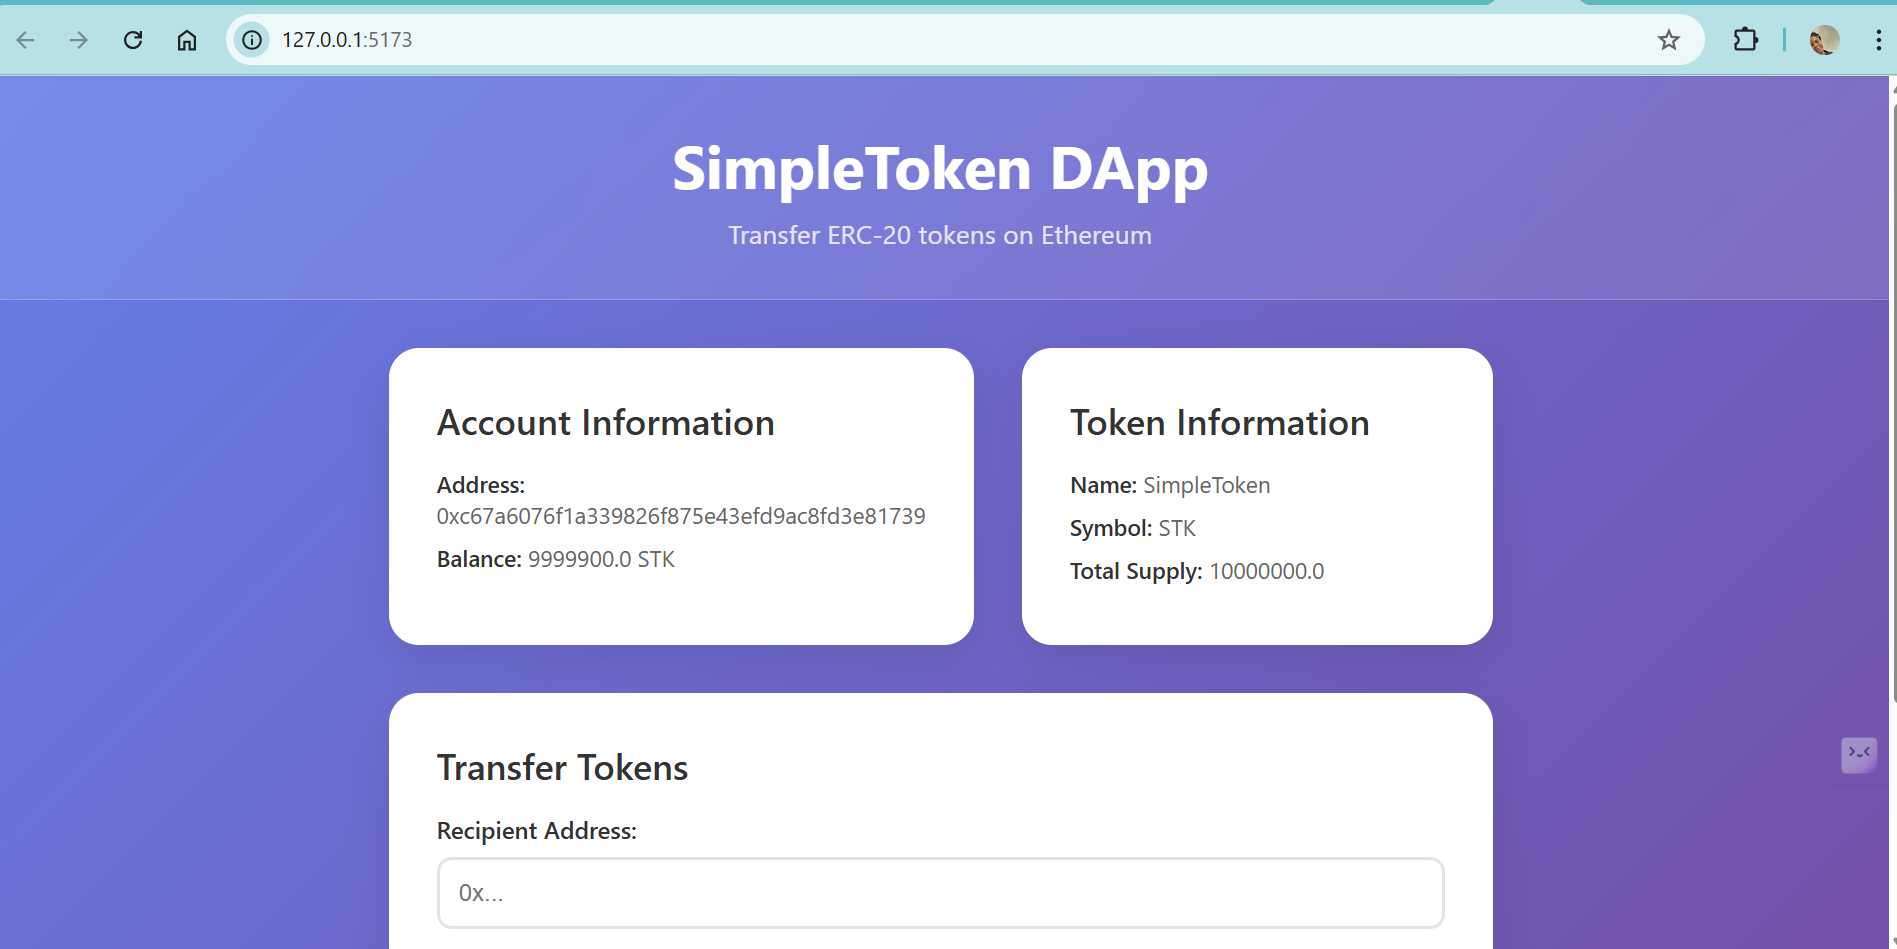 127.0.0.1:5173
SimpleToken DApp
Transfer ERC-20 tokens on Ethereum
Account Information
Address:
0xc67a6076f1a339826f875e43efd9ac8fd3e81739
Balance: 9999900.0 STK
Token Information
Name: SimpleToken
Symbol: STK
Total Supply: 10000000.0
Transfer Tokens
Recipient Address:
0x...